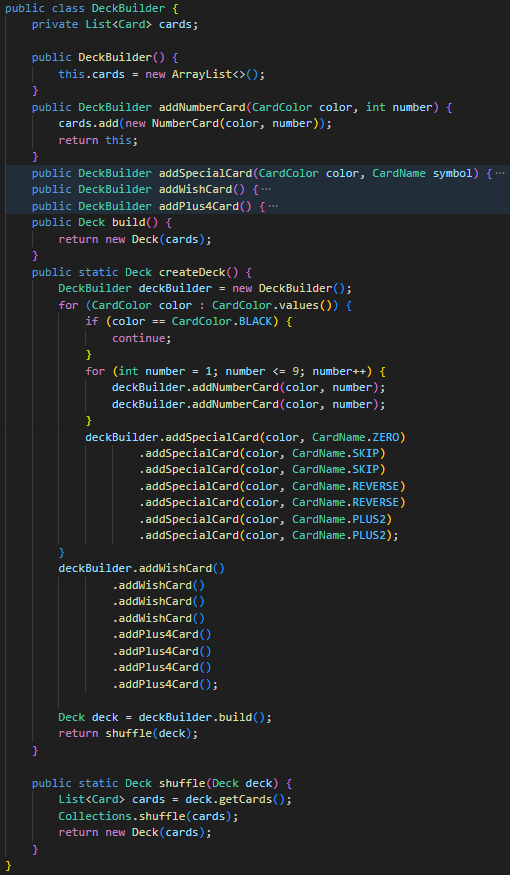 public class DeckBuilder {
    private List<Card> cards;

    public DeckBuilder() {
        this.cards = new ArrayList<>();
    }
    public DeckBuilder addNumberCard(CardColor color, int number) {
        cards.add(new NumberCard(color, number));
        return this;
    }
    public DeckBuilder addSpecialCard(CardColor color, CardName symbol) {…
    public DeckBuilder addWishCard() {…
    public DeckBuilder addPlus4Card() {…
    public Deck build() {
        return new Deck(cards);
    }
    public static Deck createDeck() {
        DeckBuilder deckBuilder = new DeckBuilder();
        for (CardColor color : CardColor.values()) {
            if (color == CardColor.BLACK) {
                continue;
            }
            for (int number = 1; number <= 9; number++) {
                deckBuilder.addNumberCard(color, number);
                deckBuilder.addNumberCard(color, number);
            }
            deckBuilder.addSpecialCard(color, CardName.ZERO)
                    .addSpecialCard(color, CardName.SKIP)
                    .addSpecialCard(color, CardName.SKIP)
                    .addSpecialCard(color, CardName.REVERSE)
                    .addSpecialCard(color, CardName.REVERSE)
                    .addSpecialCard(color, CardName.PLUS2)
                    .addSpecialCard(color, CardName.PLUS2);
        }
        deckBuilder.addWishCard()
                .addWishCard()
                .addWishCard()
                .addWishCard()
                .addPlus4Card()
                .addPlus4Card()
                .addPlus4Card()
                .addPlus4Card();

        Deck deck = deckBuilder.build();
        return shuffle(deck);
    }

    public static Deck shuffle(Deck deck) {
        List<Card> cards = deck.getCards();
        Collections.shuffle(cards);
        return new Deck(cards);
    }
}